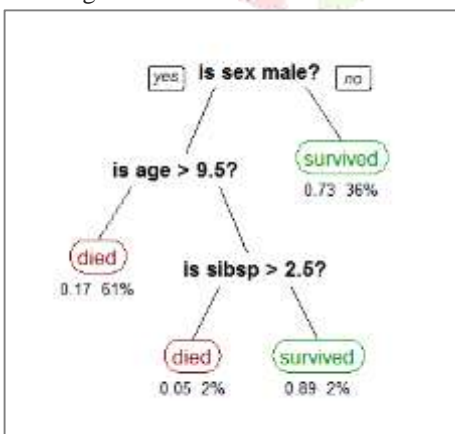 yes is sex male? no
is age > 9.5?
survived
0.73 36%
died
0.17 61%
is sibsp > 2.5?
died
survived
0.05 2%
0.89 2%